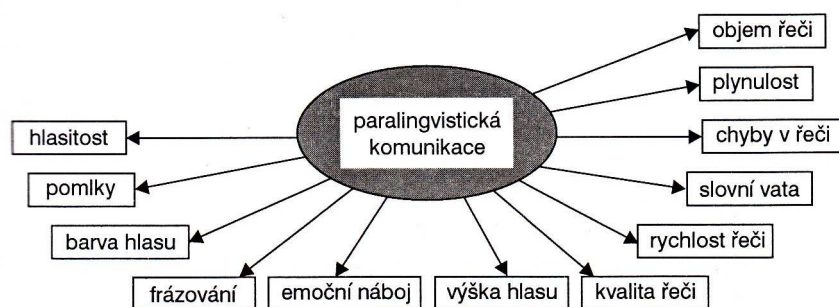 objem řeči
plynulost
paralingvistická
komunikace
hlasitost
chyby v řeči
pomlky
slovní vata
barva hlasu
rychlost řeči
frázování
emoční náboj
výška hlasu
kvalita řeči